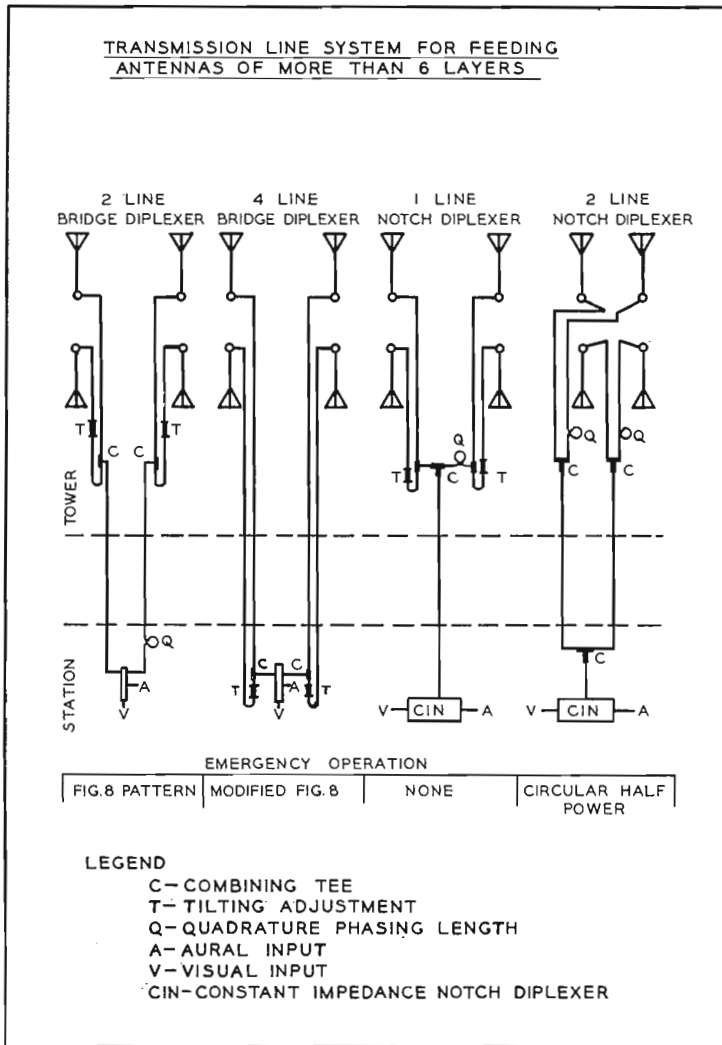 TRANSMISSION LINE SYSTEM FOR FEEDING
ANTENNAS OF MORE THAN 6 LAYERS
2 LINE
BRIDGE DIPLEXER
4 LINE
BRIDGE DIPLEXER
1 LINE
NOTCH DIPLEXER
2 LINE
NOTCH DIPLEXER
T
T
C
C
T
Q
C
T
Q
Q
C
C
TOWER
Q
A
V
C
C
T
A
T
V
V
CIN
A
C
V
CIN
A
STATION
EMERGENCY OPERATION
FIG.8 PATTERN
MODIFIED FIG.8
NONE
CIRCULAR HALF
POWER
LEGEND
C-COMBINING TEE
T-TILTING ADJUSTMENT
Q-QUADRATURE PHASING LENGTH
A-AURAL INPUT
V-VISUAL INPUT
CIN-CONSTANT IMPEDANCE NOTCH DIPLEXER